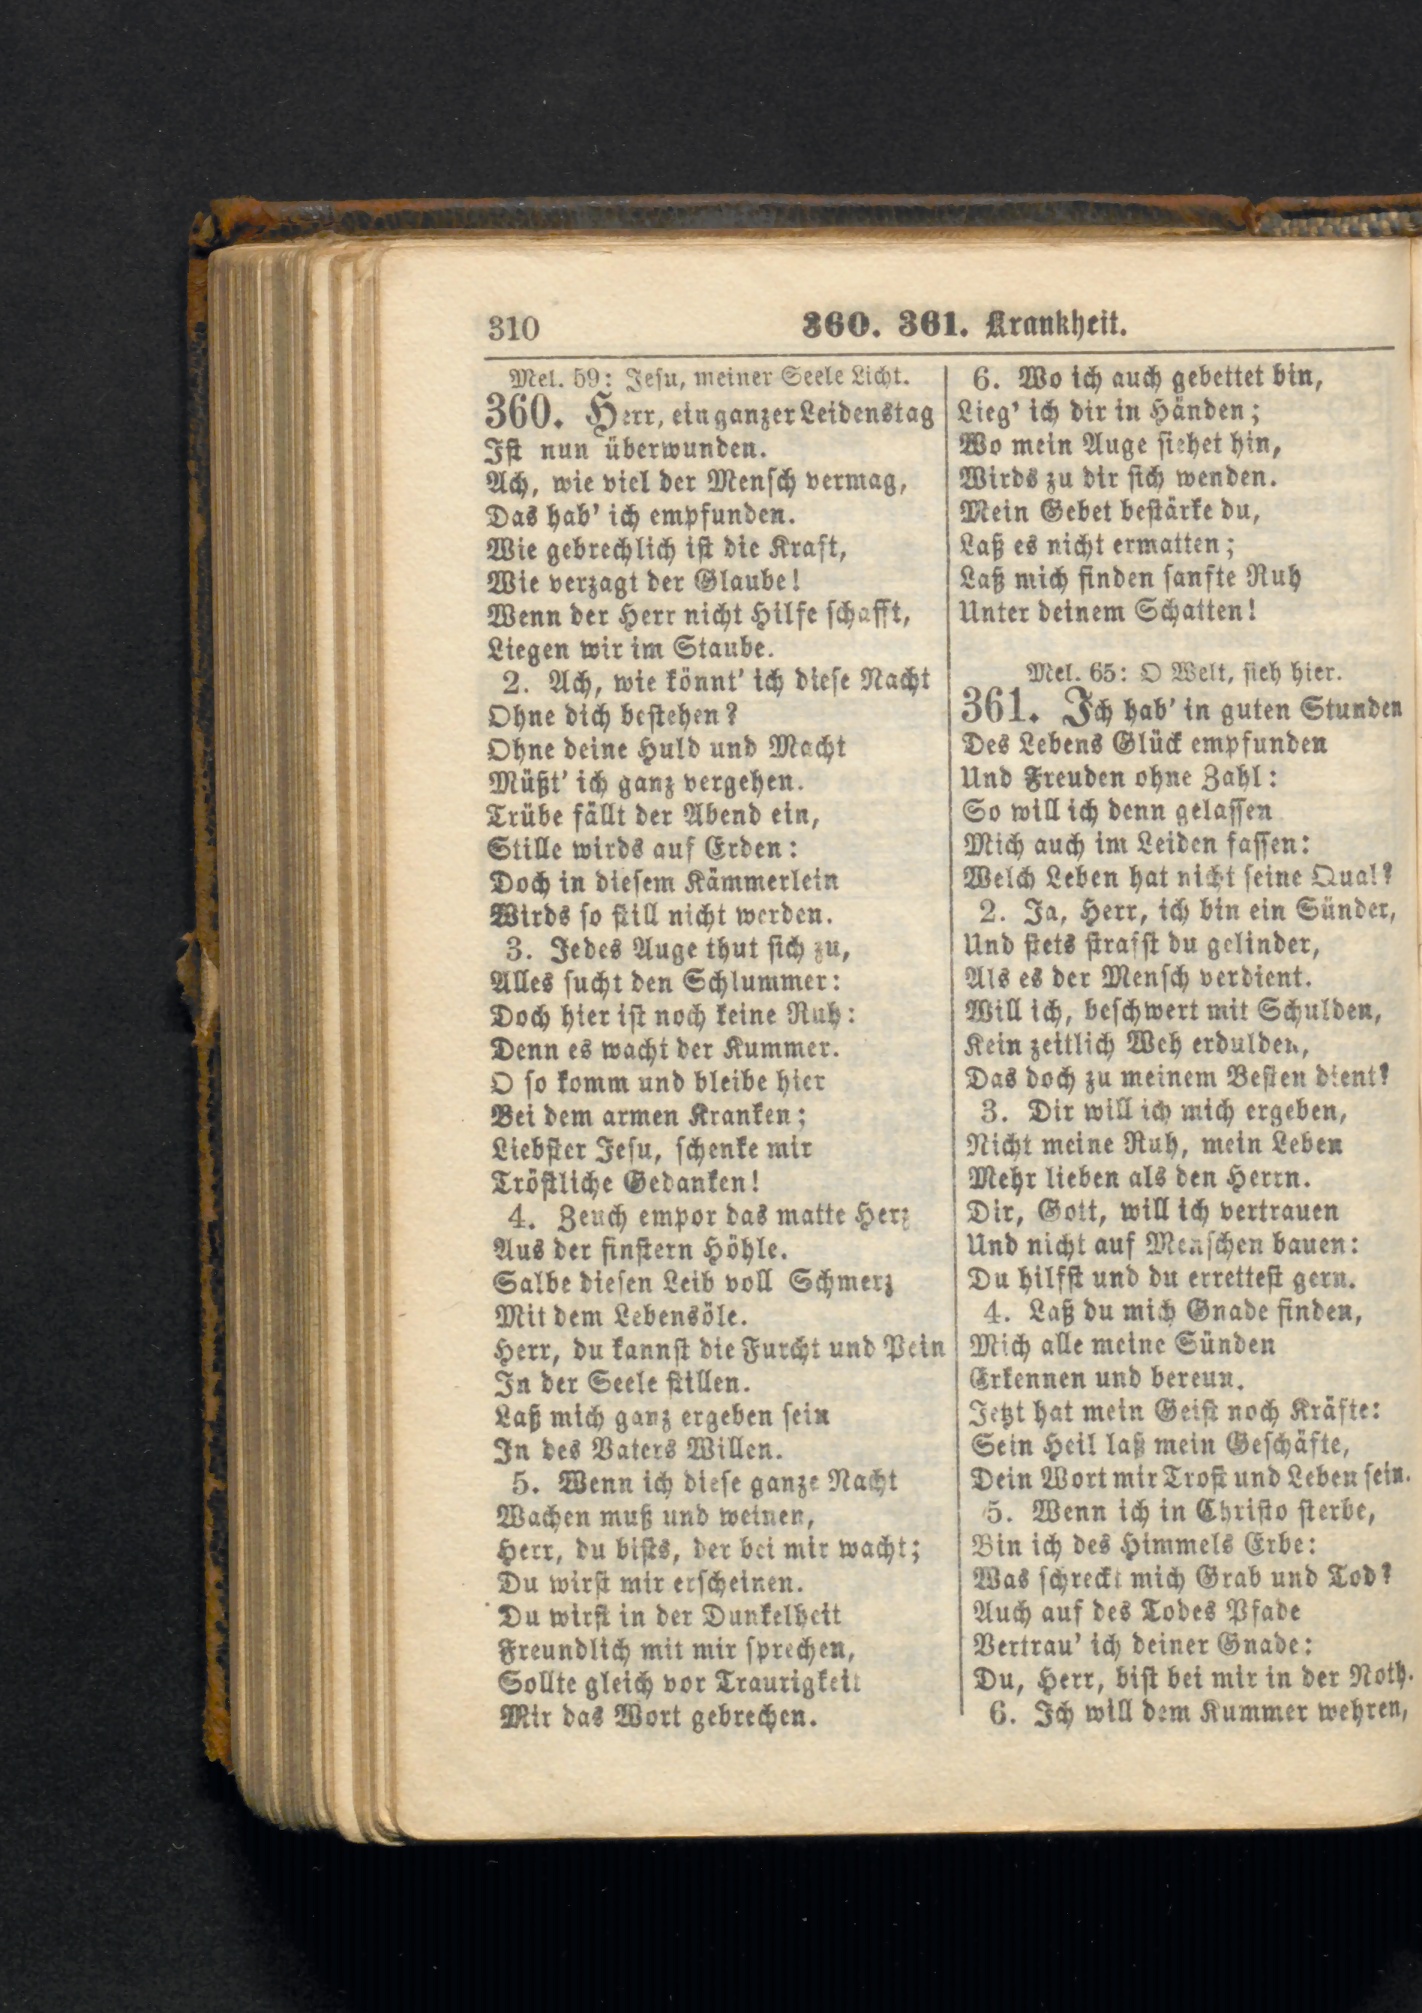 310
360. 361. Krankheit.
Mel. 59: Jesu, meiner Seele Licht.
360. Herr, ein ganzer Leidenstag
Ist nun überwunden.
Ach, wie viel der Mensch vermag,
Das hab' ich empfunden.
Wie gebrechlich ist die Kraft,
Wie verzagt der Glaube!
Wenn der Herr nicht Hilfe schafft,
Liegen wir im Staube.
2. Ach, wie könnt' ich diese Nacht
Ohne dich bestehen?
Ohne deine Huld und Macht
Müßt' ich ganz vergehen.
Trübe fällt der Abend ein,
Stille wirds auf Erden:
Doch in diesem Kämmerlein
Wirds so still nicht werden.
3. Jedes Auge thut sich zu,
Alles sucht den Schlummer:
Doch hier ist noch keine Ruh:
Denn es wacht der Kummer.
O so komm und bleibe hier
Bei dem armen Kranken;
Liebster Jesu, schenke mir
Tröstliche Gedanken!
4. Zeuch empor das matte Herz
Aus der finstern Höhle.
Salbe diesen Leib voll Schmerz
Mit dem Lebensöle.
Herr, du kannst die Furcht und Pein
In der Seele stillen.
Laß mich ganz ergeben sein
In des Vaters Willen.
5. Wenn ich diese ganze Nacht
Wachen muß und weinen,
Herr, du bists, der bei mir wacht;
Du wirst mir erscheinen.
Du wirst in der Dunkelheit
Freundlich mit mir sprechen,
Sollte gleich vor Traurigkeit
Mir das Wort gebrechen.
6. Wo ich auch gebettet bin,
Lieg' ich dir in Händen;
Wo mein Auge siehet hin,
Wirds zu dir sich wenden.
Mein Gebet bestärke du,
Laß es nicht ermatten;
Laß mich finden sanfte Ruh
Unter deinem Schatten!
Mel. 65: O Welt, sieh hier.
361. Ich hab' in guten Stunden
Des Lebens Glück empfunden
Und Freuden ohne Zahl:
So will ich denn gelassen
Mich auch im Leiden fassen:
Welch Leben hat nicht seine Qual?
2. Ja, Herr, ich bin ein Sünder,
Und stets strafst du gelinder,
Als es der Mensch verdient.
Will ich, beschwert mit Schulden,
Kein zeitlich Weh erdulden,
Das doch zu meinem Besten dient?
3. Dir will ich mich ergeben,
Nicht meine Ruh, mein Leben
Mehr lieben als den Herrn.
Dir, Gott, will ich vertrauen
Und nicht auf Menschen bauen:
Du hilfst und du errettest gern.
4. Laß du mich Gnade finden,
Mich alle meine Sünden
Erkennen und bereun.
Jetzt hat mein Geist noch Kräfte:
Sein Heil laß mein Geschäfte,
Dein Wort mir Trost und Leben sein.
5. Wenn ich in Christo sterbe,
Bin ich des Himmels Erbe:
Was schreckt mich Grab und Tod?
Auch auf des Todes Pfade
Vertrau' ich deiner Gnade:
Du, Herr, bist bei mir in der Noth.
6. Ich will dem Kummer wehren,